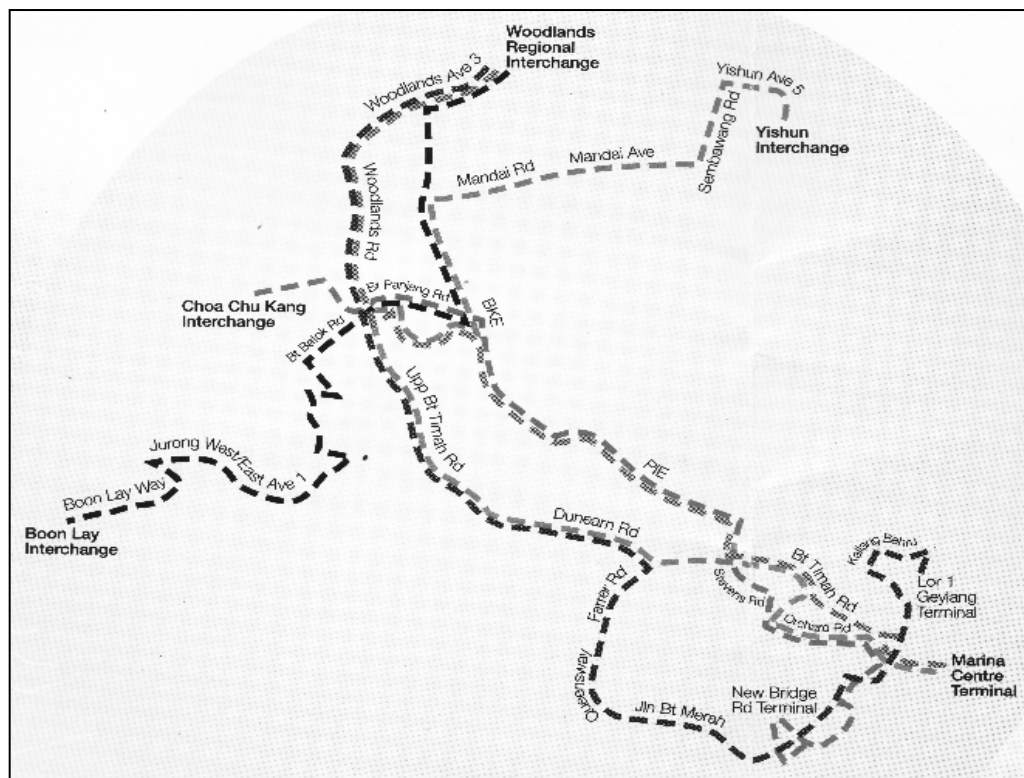 Woodlands
Regional
Interchange
Woodlands Ave 3
Yishun Ave 5
Sembawang Rd
Yishun
Interchange
Mandai Ave
Mandai Rd
Woodlands Rd
Choa Chu Kang
Interchange
Bt Panjang Rd
BKE
Bt Batok Rd
Upp Bt Timah Rd
Jurong West/East Ave 1
Boon Lay Way
Boon Lay
Interchange
PIE
Dunearn Rd
Kallang Bahru
Lor 1
Geylang
Terminal
Bt Timah Rd
Stevens Rd
Farrer Rd
Orchard Rd
Marina
Centre
Terminal
Queensway
Jln Bt Merah
New Bridge
Rd Terminal